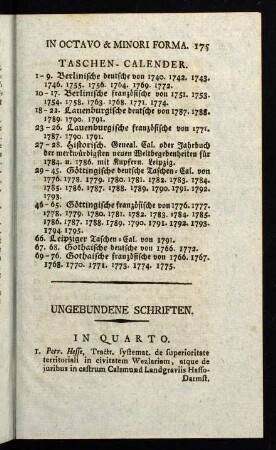 IN OCTAVO & MINORI FORMA. 175
TASCHEN-CALENDER.
1-9. Berlinische deutsche von 1740. 1742. 1743.
1746. 1755. 1756. 1764. 1769. 1772.
10-17. Berlinische französische von 1751. 1753.
1754. 1758. 1763. 1768. 1771. 1774.
18-22. Lauenburgische deutsche von 1787. 1788.
1789. 1790. 1791.
23-26. Lauenburgische französische von 1771.
1787. 1790. 1791.
27-28. Historisch. Geneal. Cal. oder Jahrbuch
der merkwürdigsten neuen Weltbegebenheiten für
1784. u. 1786. mit Kupfern. Leipzig.
29-45. Göttingische deutsche Taschen-Cal. von
1776. 1778. 1779. 1780. 1781. 1782. 1783. 1784.
1785. 1786. 1787. 1788. 1789. 1790. 1791. 1792.
1793.
46-65. Göttingische französische von 1776. 1777.
1778. 1779. 1780. 1781. 1782. 1783. 1784. 1785.
1786. 1787. 1788. 1789. 1790. 1791. 1792. 1793.
1794. 1795.
66. Leipziger Taschen-Cal. von 1791.
67. 68. Gothaische deutsche von 1766. 1772.
69-76. Gothaische französische von 1766. 1767.
1768. 1770. 1771. 1773. 1774. 1775.
UNGEBUNDENE SCHRIFTEN.
IN QUARTO.
1. Petr. Hesse, Tractt. systemat. de superioritate
territoriali in civitatem Wezlariam, atque de
juribus in castrum Calsmund Landgraviis Hasso-
Darmst.